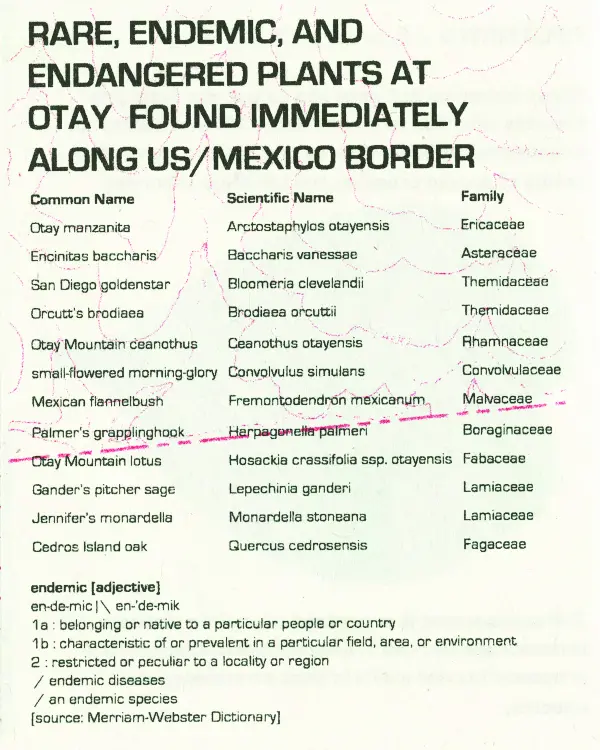 RARE, ENDEMIC, AND
ENDANGERED PLANTS AT
OTAY FOUND IMMEDIATELY
ALONG US/MEXICO BORDER
Common Name Scientific Name Family
Otay manzanita Arctostaphylos otayensis Ericaceae
Encinitas baccharis Baccharis vanessae Asteraceae
San Diego goldenstar Bloomeria clevelandii Themidaceae
Orcutt's brodiaea Brodiaea orcuttii Themidaceae
Otay Mountain ceanothus Ceanothus otayensis Rhamnaceae
small-flowered morning-glory Convolvulus simulans Convolvulaceae
Mexican flannelbush Fremontodendron mexicanum Malvaceae
Palmer's grapplinghook Harpagonella palmeri Boraginaceae
Otay Mountain lotus Hosackia crassifolia ssp. otayensis Fabaceae
Gander's pitcher sage Lepechinia ganderi Lamiaceae
Jennifer's monardella Monardella stoneana Lamiaceae
Cedros Island oak Quercus cedrosensis Fagaceae
endemic [adjective]
en-de-mic |\ en-'de-mik
1a : belonging or native to a particular people or country
1b : characteristic of or prevalent in a particular field, area, or environment
2 : restricted or peculiar to a locality or region
/ endemic diseases
/ an endemic species
[source: Merriam-Webster Dictionary]